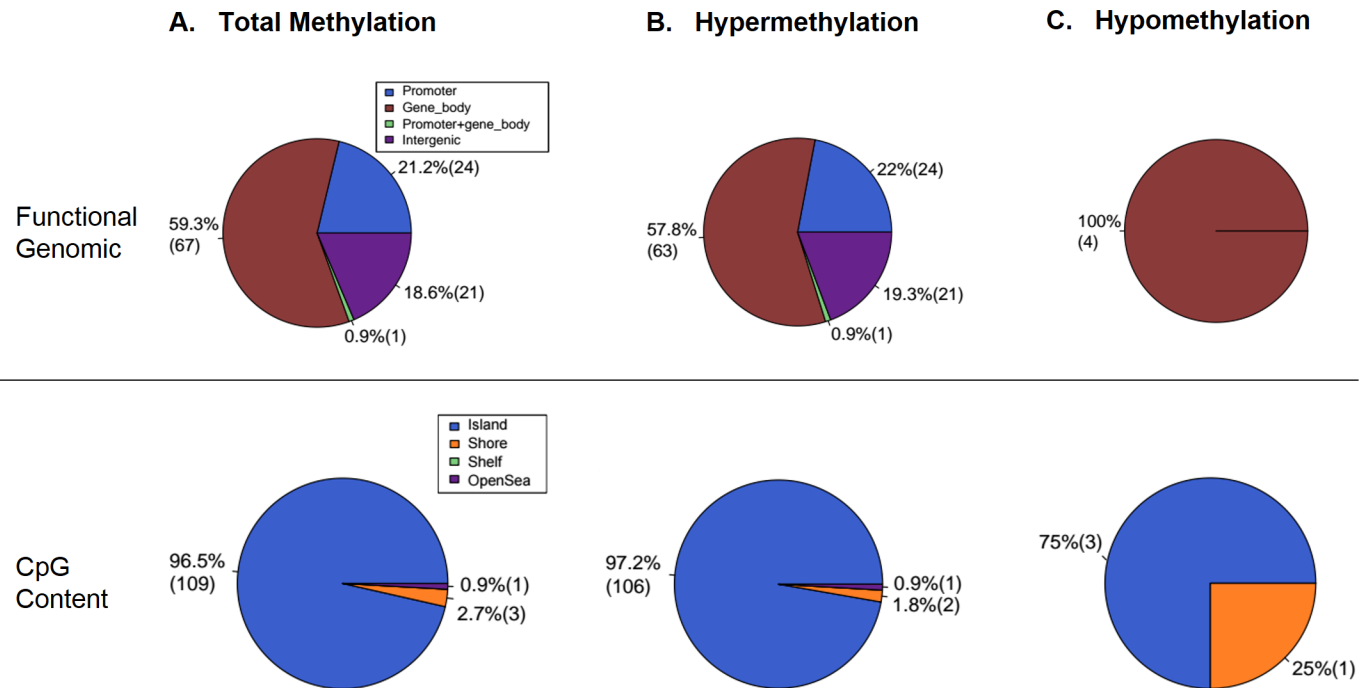 A. Total Methylation
B. Hypermethylation
C. Hypomethylation
Promoter
Gene_body
Promoter+gene_body
Intergenic
Functional
Genomic
21.2%(24)
59.3%
(67)
18.6%(21)
0.9%(1)
22%(24)
57.8%
(63)
19.3%(21)
0.9%(1)
100%
(4)
Island
Shore
Shelf
OpenSea
CpG
Content
96.5%
(109)
0.9%(1)
2.7%(3)
97.2%
(106)
0.9%(1)
1.8%(2)
75%(3)
25%(1)